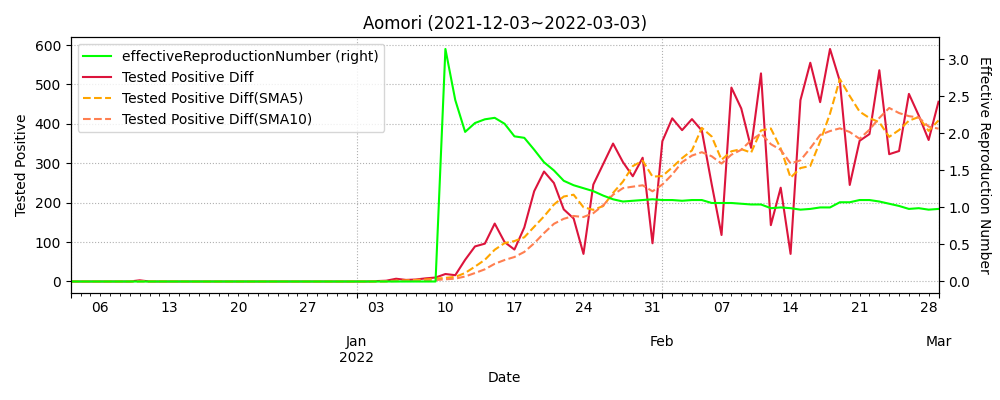 Aomori (2021-12-03~2022-03-03)
effectiveReproductionNumber (right)
Tested Positive Diff
Tested Positive Diff(SMA5)
Tested Positive Diff(SMA10)
Tested Positive
600
500
400
300
200
100
0
3.0
2.5
2.0
1.5
1.0
0.5
0.0
Effective Reproduction Number
06 13 20 27 03 10 17 24 31 07 14 21 28
Jan Feb Mar
2022
Date